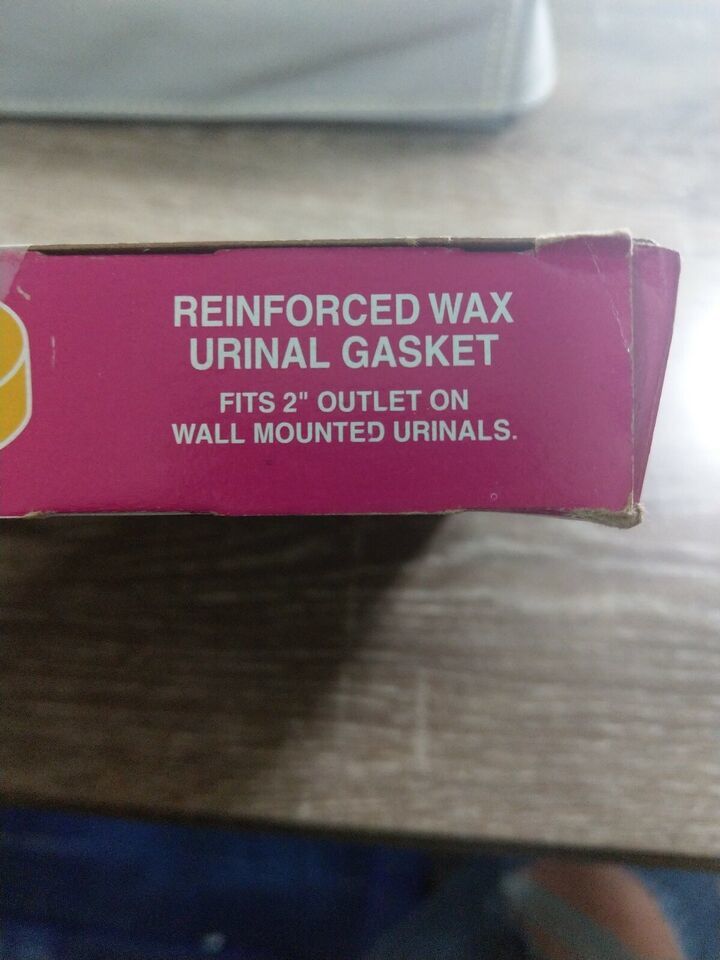 REINFORCED WAX
URINAL GASKET
FITS 2" OUTLET ON
WALL MOUNTED URINALS.